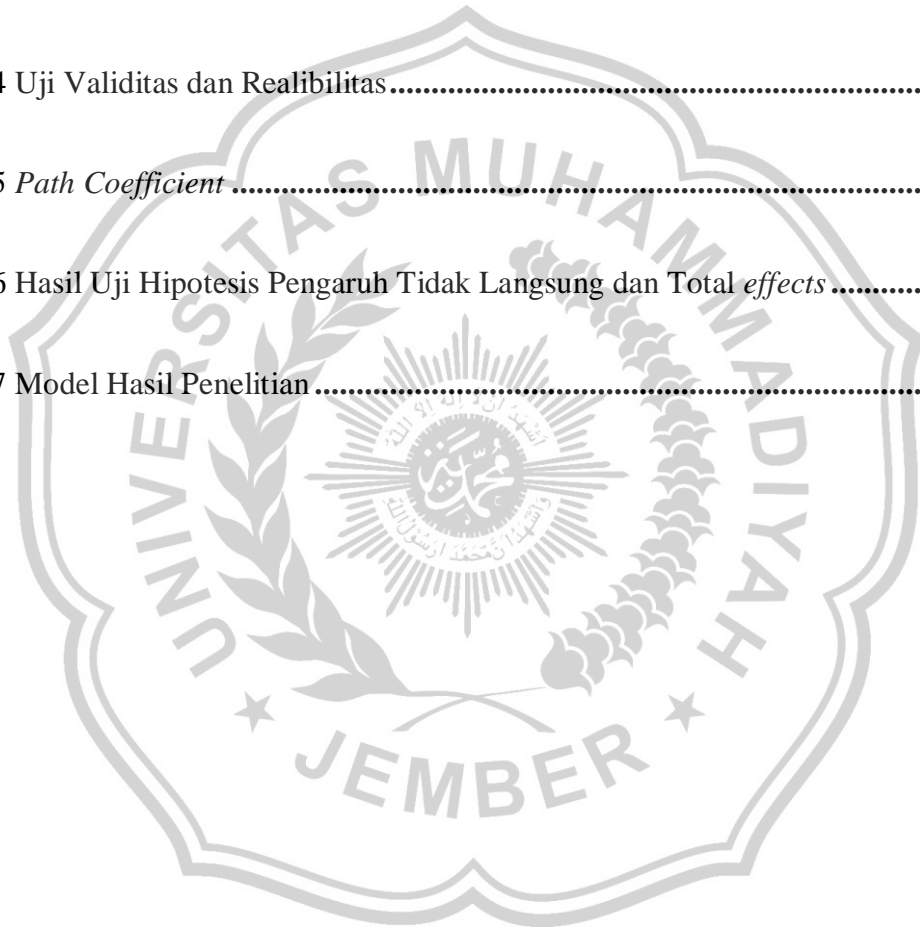 4 Uji Validitas dan Realibilitas........................................................................
5 Path Coefficient........................................................................................
6 Hasil Uji Hipotesis Pengaruh Tidak Langsung dan Total effects............
7 Model Hasil Penelitian............................................................................
UNIVERSITAS MUHAMMADIYAH
JEMBER